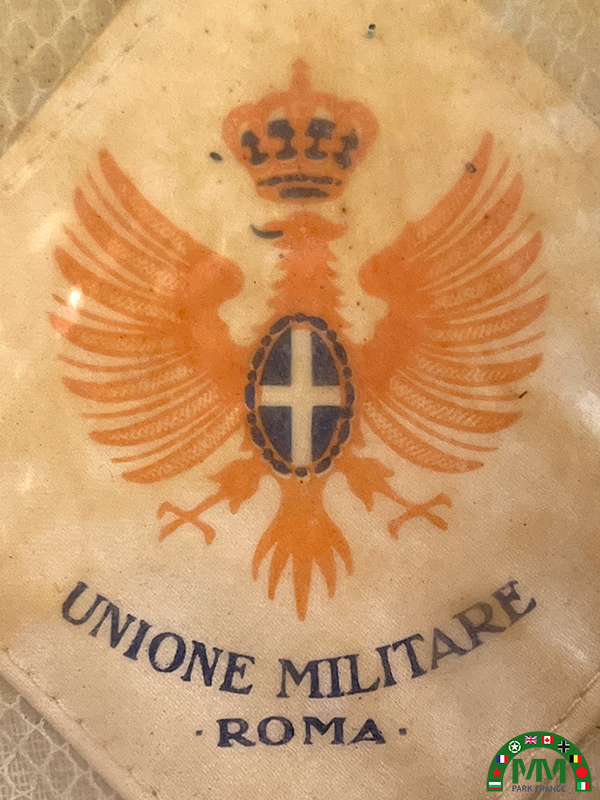 UNIONE MILITARE
· ROMA ·
MM
PARK FRANCE